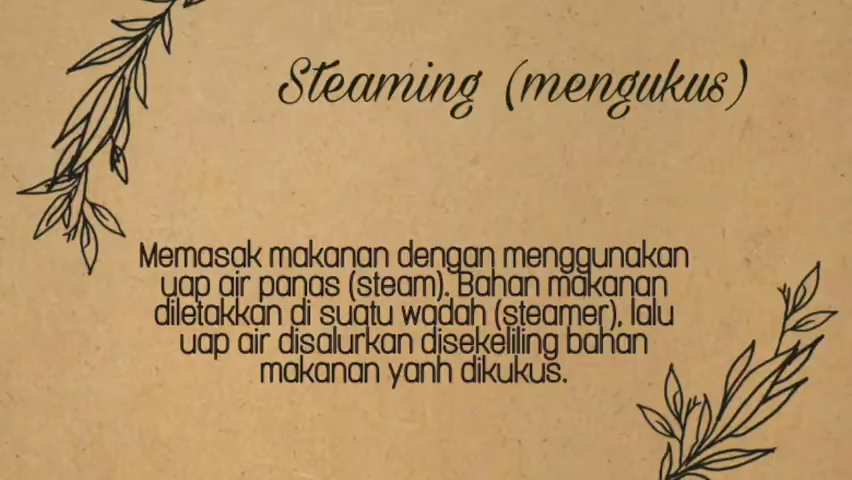 Steaming (mengukus)
Memasak makanan dengan menggunakan
uap air panas (steam). Bahan makanan
diletakkan di suatu wadah (steamer), lalu
uap air disalurkan disekeliling bahan
makanan yanh dikukus.